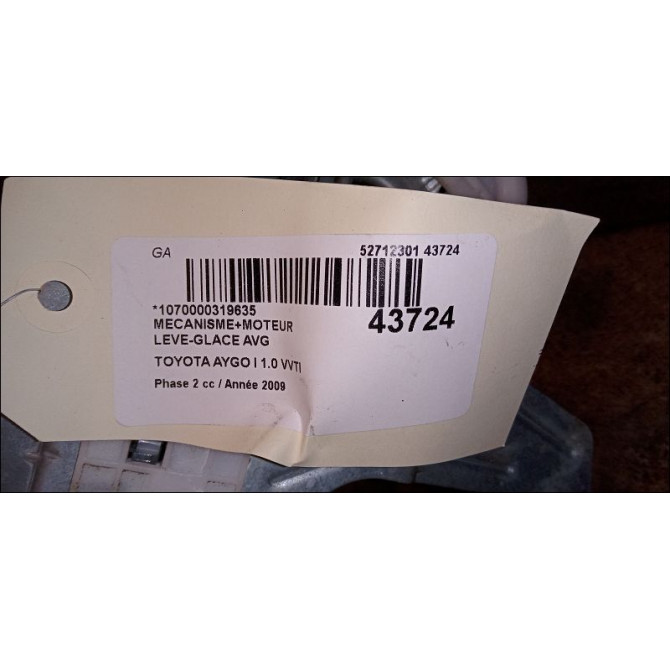 GA 52712301 43724
*1070000319635
43724
MECANISME+MOTEUR
LEVE-GLACE AVG
TOYOTA AYGO I 1.0 VVTI
Phase 2 cc / Année 2009